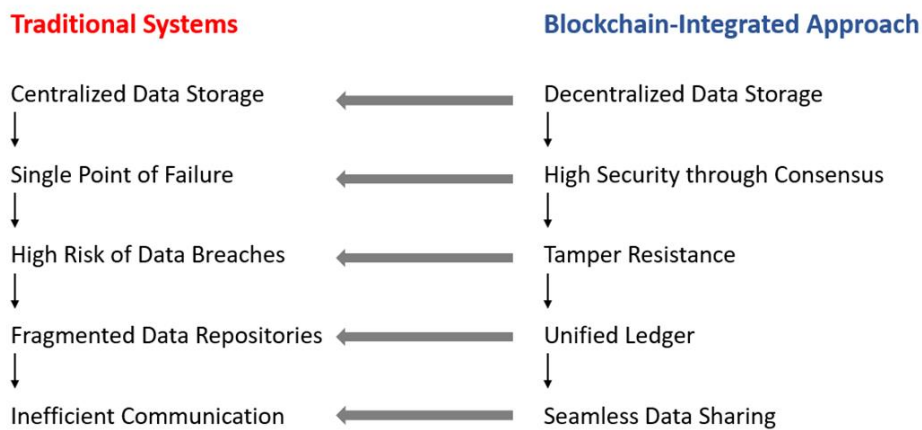 Traditional Systems
Blockchain-Integrated Approach
Centralized Data Storage
Decentralized Data Storage
Single Point of Failure
High Security through Consensus
High Risk of Data Breaches
Tamper Resistance
Fragmented Data Repositories
Unified Ledger
Inefficient Communication
Seamless Data Sharing